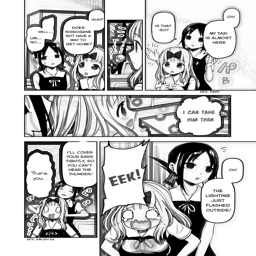 OH!
MY TAXI
IS ALMOST
HERE
IS THAT
SO?
HUH?
DOES
SHIROGANE
NOT HAVE A
WAY TO
GET HOME?
WELL...
UM...
NO...
I CAN TAKE
HIM THEN
OH!
THE
LIGHTING
JUST
FLASHED
OUTSIDE!
EEK!
I'LL COVER
YOUR EARS
TIGHTLY, SO
YOU CAN'T
HEAR THE
THUNDER!
THANK
YOU...